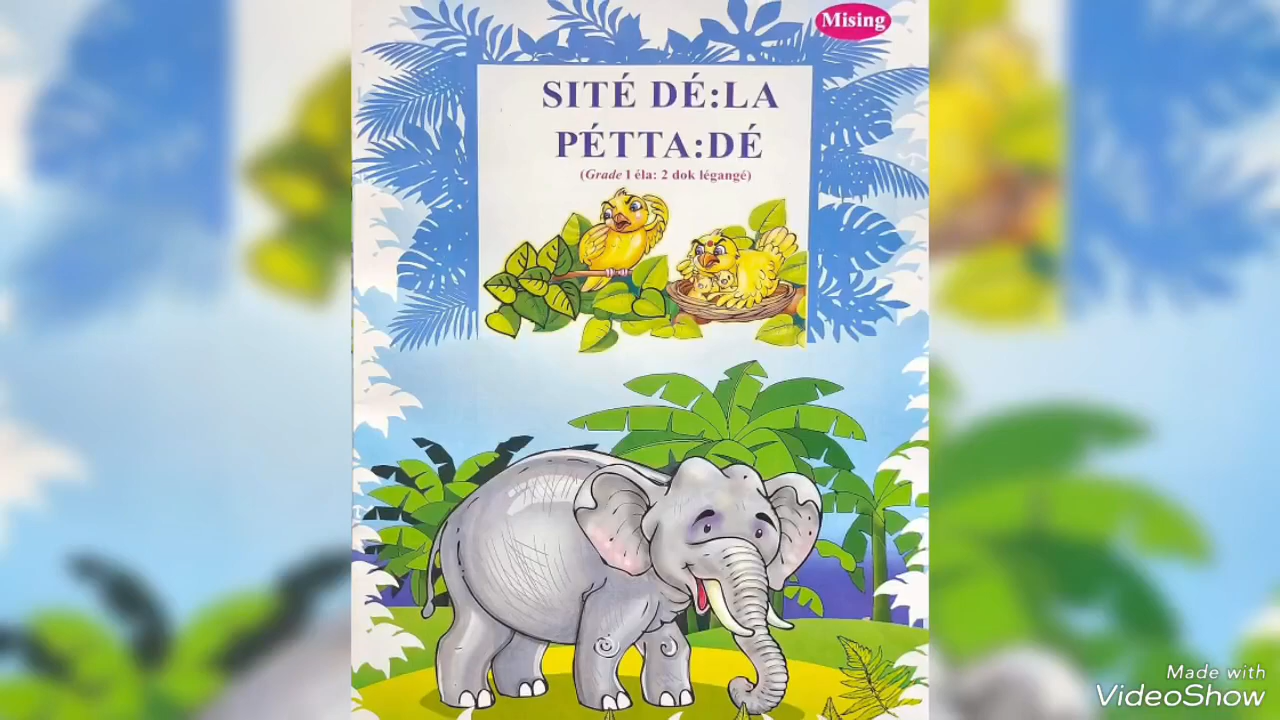 Mising
SITÉ DÉ:LA
PÉTTA:DÉ
(Grade 1 éla: 2 dok légangé)
Made with
VideoShow